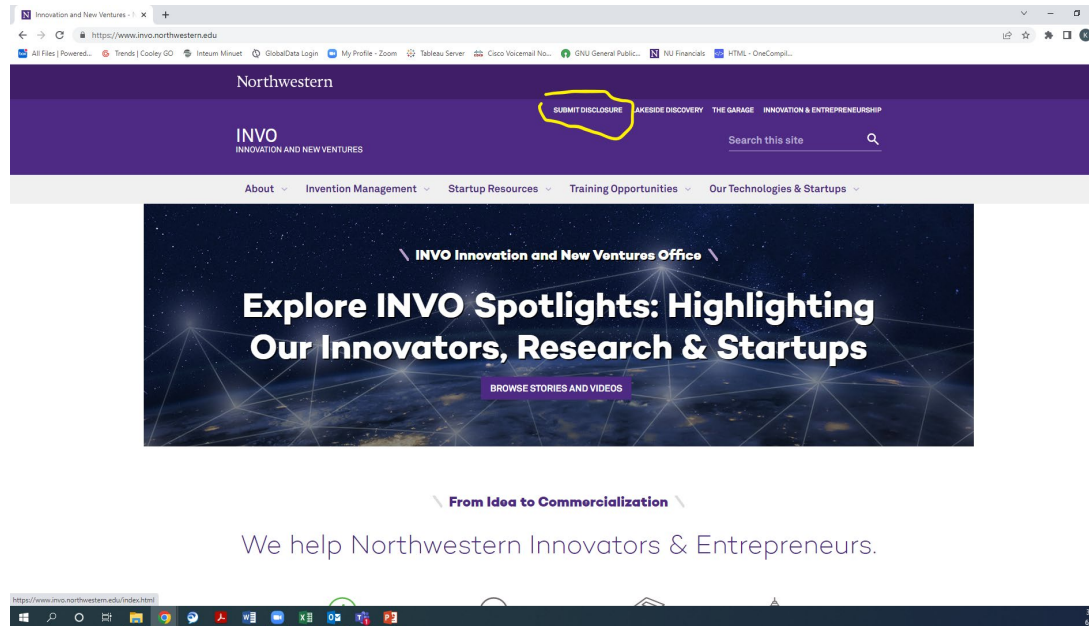 Innovation and New Ventures - 
https://www.invo.northwestern.edu
All Files | Powered... Trends | Cooley GO Inteum Minuet GlobalData Login My Profile - Zoom Tableau Server Cisco Voicemail No... GNU General Public... NU Financials HTML - OneCompil...
Northwestern
SUBMIT DISCLOSURE LAKESIDE DISCOVERY THE GARAGE INNOVATION & ENTREPRENEURSHIP
INVO
INNOVATION AND NEW VENTURES
Search this site
About Invention Management Startup Resources Training Opportunities Our Technologies & Startups
\ INVO Innovation and New Ventures Office \
Explore INVO Spotlights: Highlighting
Our Innovators, Research & Startups
BROWSE STORIES AND VIDEOS
\ From Idea to Commercialization \
We help Northwestern Innovators & Entrepreneurs.
https://www.invo.northwestern.edu/index.html